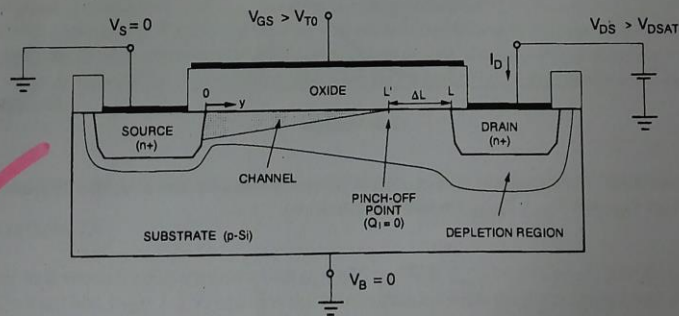 V_S = 0
V_GS > V_T0
V_DS > V_DSAT
I_D
OXIDE
0
y
L'
ΔL
L
SOURCE
(n+)
DRAIN
(n+)
CHANNEL
PINCH-OFF
POINT
(Q_I = 0)
DEPLETION REGION
SUBSTRATE (p-Si)
V_B = 0